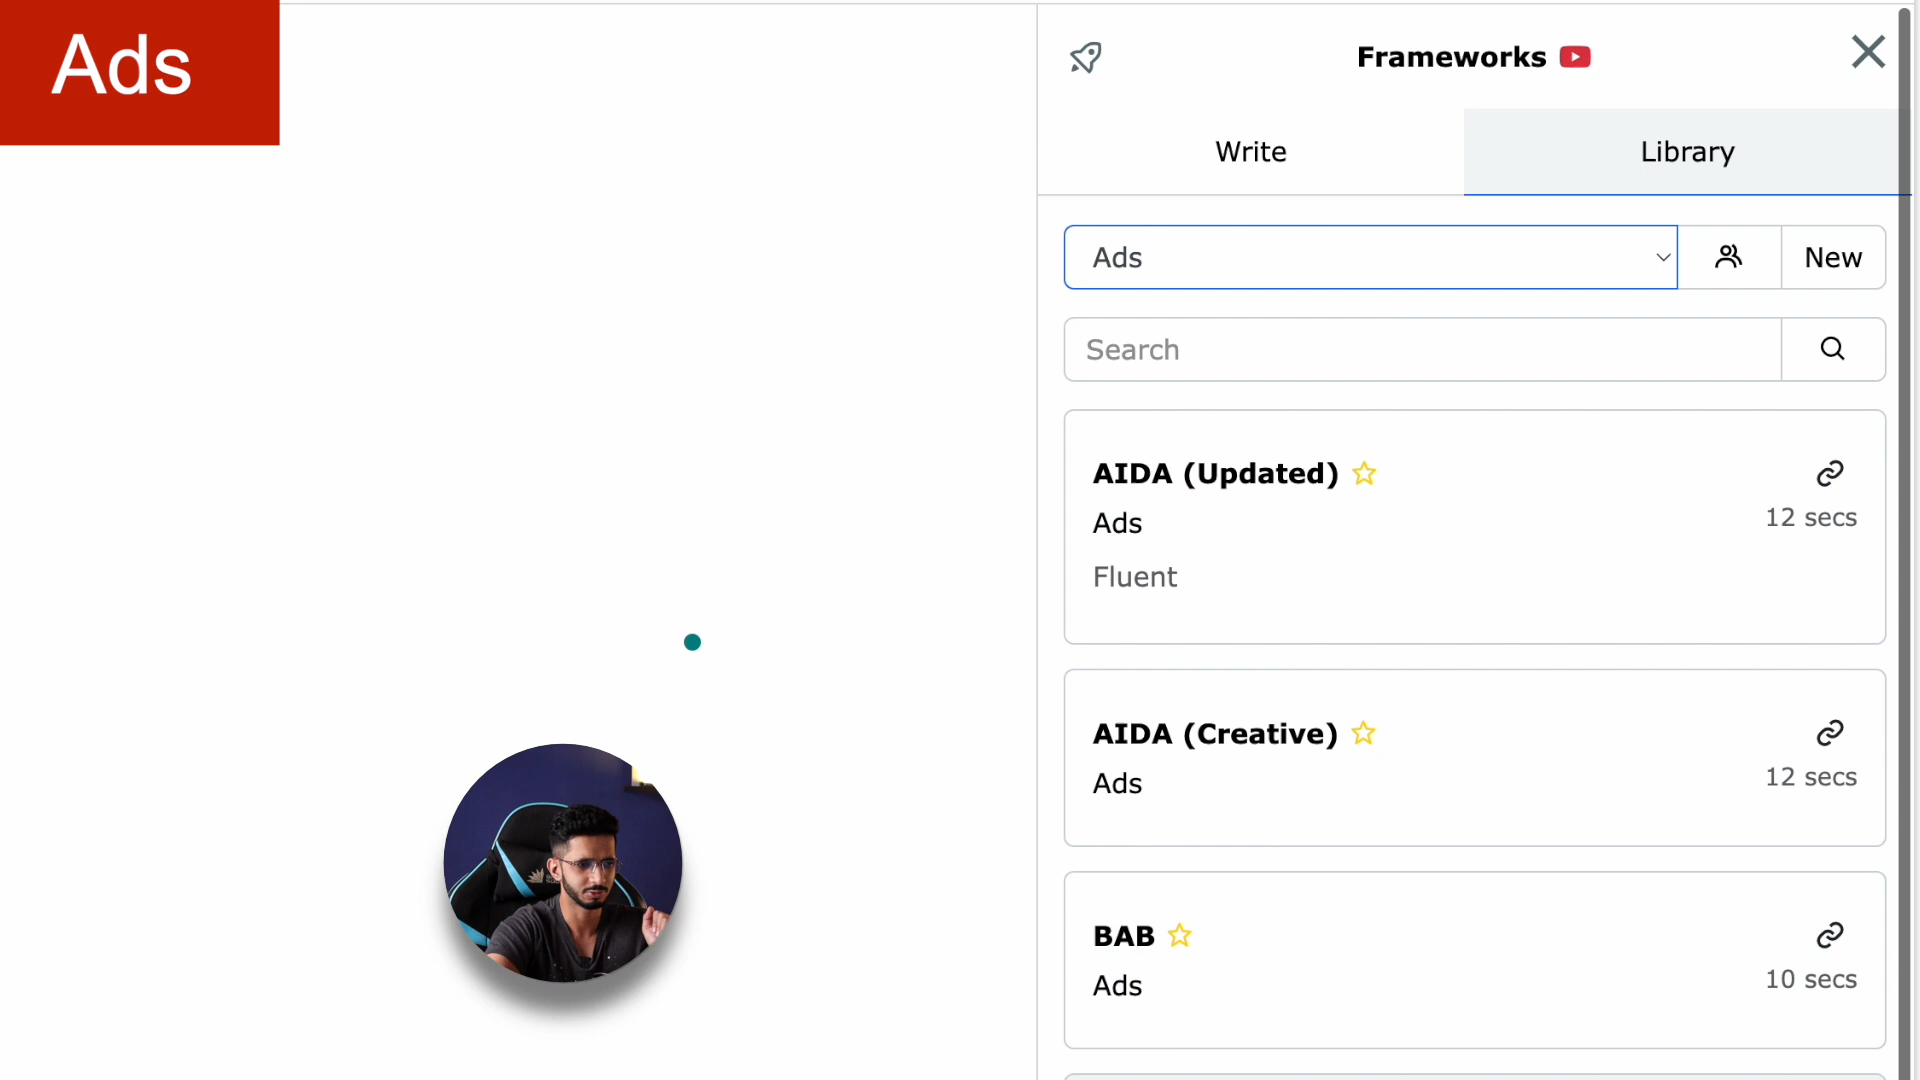 Ads
Frameworks
Write
Library
Ads
New
Search
AIDA (Updated)
12 secs
Ads
Fluent
AIDA (Creative)
12 secs
Ads
BAB
10 secs
Ads